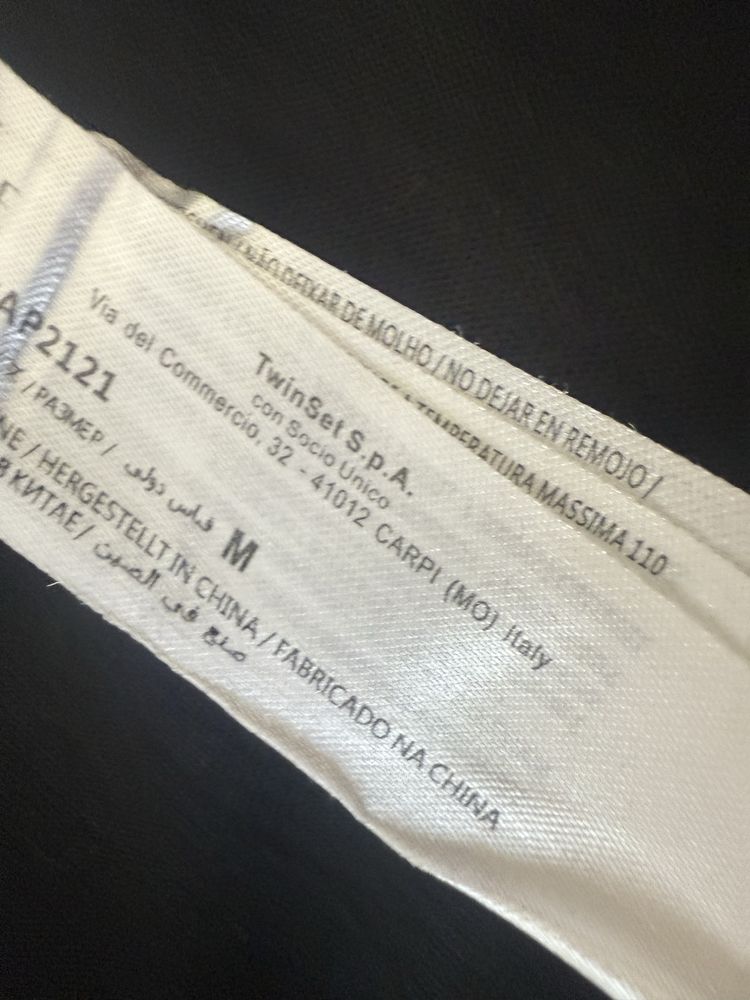 NÃO DEIXAR DE MOLHO / NO DEJAR EN REMOJO /
TEMPERATURA MASSIMA 110
TwinSet S.p.A.
con Socio Unico
Via del Commercio, 32 - 41012 CARPI (MO) Italy
AP2121
/ РАЗМЕР / قياس دولي M
/ HERGESTELLT IN CHINA / FABRICADO NA CHINA
КИТАЕ / صنع في الصين